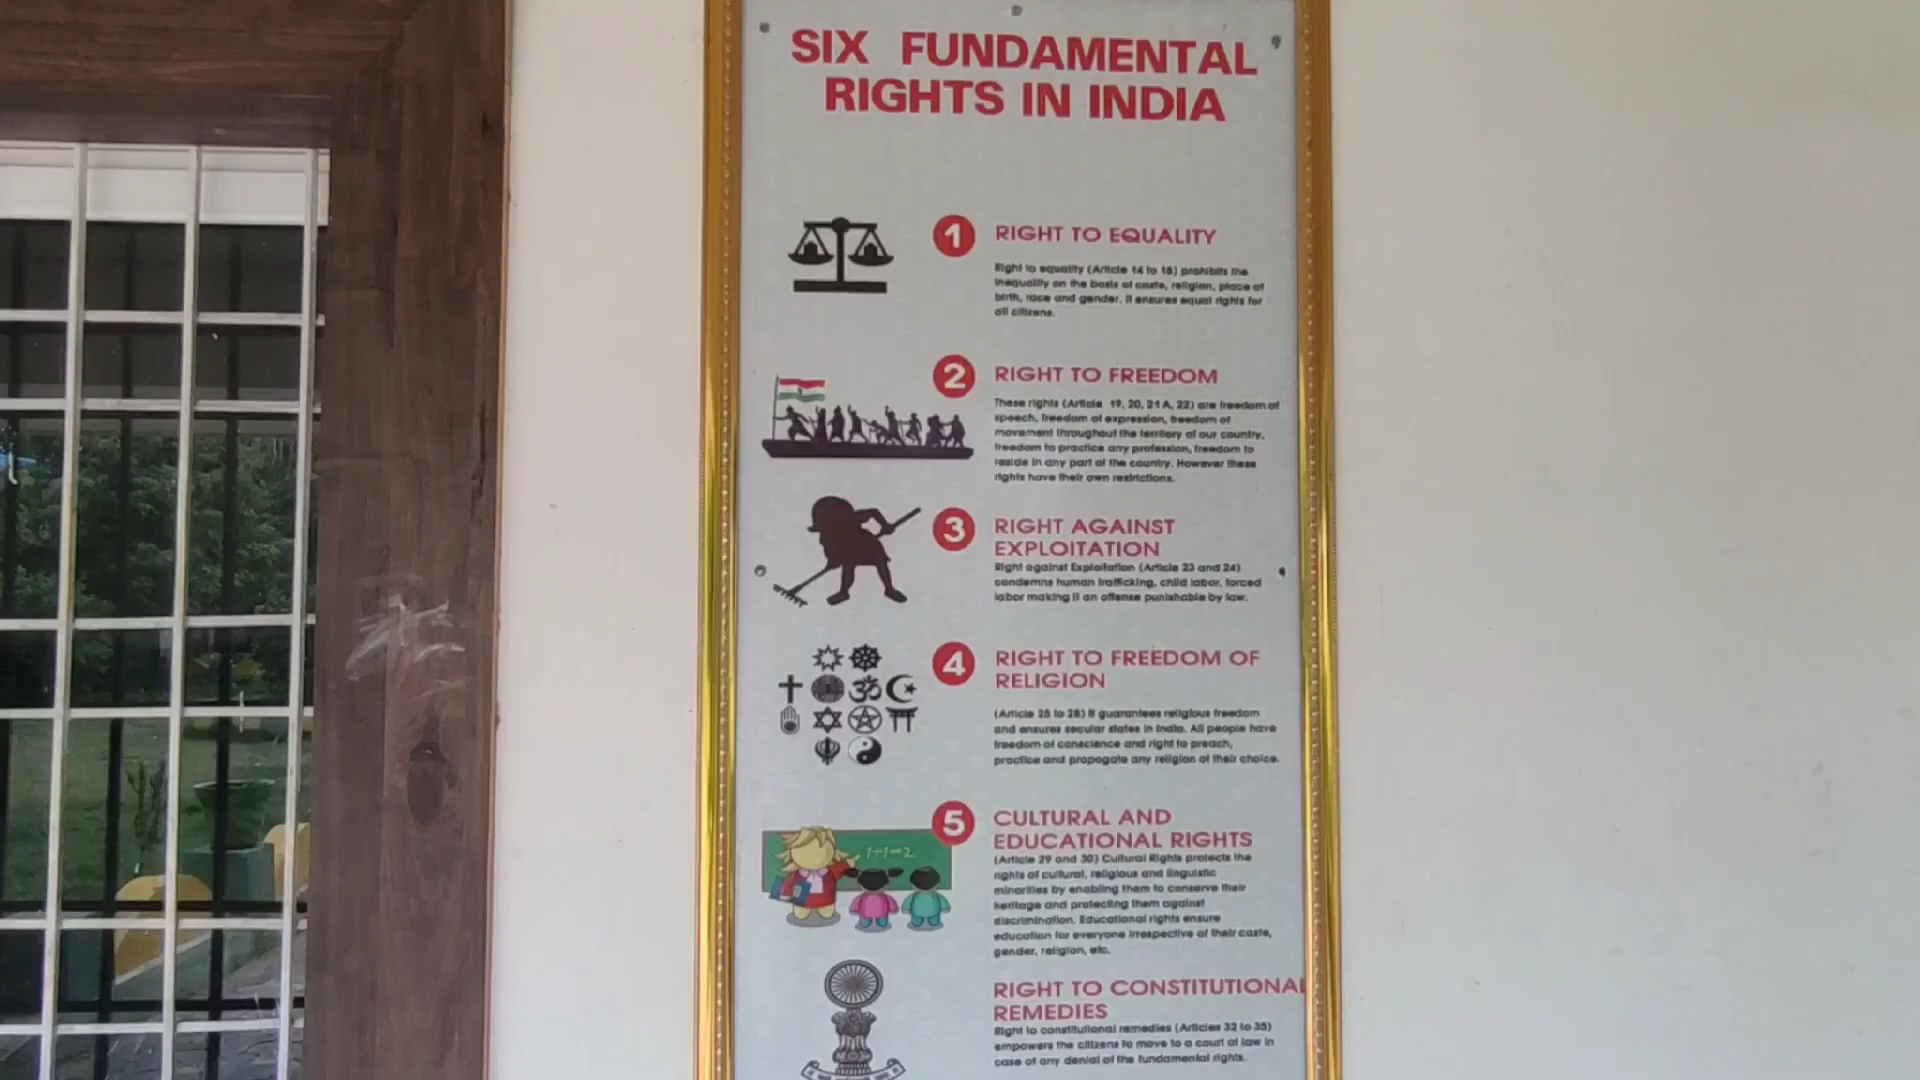 SIX FUNDAMENTAL
RIGHTS IN INDIA
1 RIGHT TO EQUALITY
Right to equality (Article 14 to 18) prohibits the
inequality on the basis of caste, religion, place of
birth, race and gender. It ensures equal rights for
all citizens.
2 RIGHT TO FREEDOM
These rights (Article 19, 20, 21A, 22) are freedom of
speech, freedom of expression, freedom of
movement throughout the territory of our country,
freedom to practice any profession, freedom to
reside in any part of the country. However these
rights have their own restrictions.
3 RIGHT AGAINST
EXPLOITATION
Right against Exploitation (Article 23 and 24)
condemns human trafficking, child labor, forced
labor making it an offense punishable by law.
4 RIGHT TO FREEDOM OF
RELIGION
(Article 25 to 28) It guarantees religious freedom
and ensures secular states in India. All people have
freedom of conscience and right to preach,
practice and propogate any religion of their choice.
5 CULTURAL AND
EDUCATIONAL RIGHTS
1+1=2
(Article 29 and 30) Cultural Rights protects the
rights of cultural, religious and linguistic
minorities by enabling them to conserve their
heritage and protecting them against
discrimination. Educational rights ensure
education for everyone irrespective of their caste,
gender, religion, etc.
RIGHT TO CONSTITUTIONAL
REMEDIES
Right to constitutional remedies (Articles 32 to 35)
empowers the citizens to move to a court of law in
case of any denial of the fundamental rights.